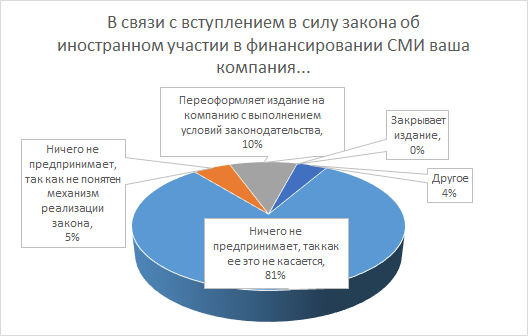 В связи с вступлением в силу закона об
иностранном участии в финансировании СМИ ваша
компания...
Переоформляет издание на
компанию с выполнением
условий законодательства,
10%
Закрывает
издание,
0%
Ничего не
предпринимает,
так как не понятен
механизм
реализации
закона,
5%
Другое
4%
Ничего не
предпринимает, так как
ее это не касается,
81%